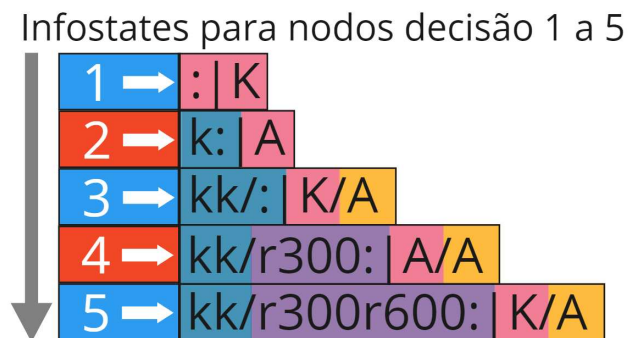 Infostates para nodos decisão 1 a 5
1 → :|K
2 → k:|A
3 → kk/:|K/A
4 → kk/r300:|A/A
5 → kk/r300r600:|K/A